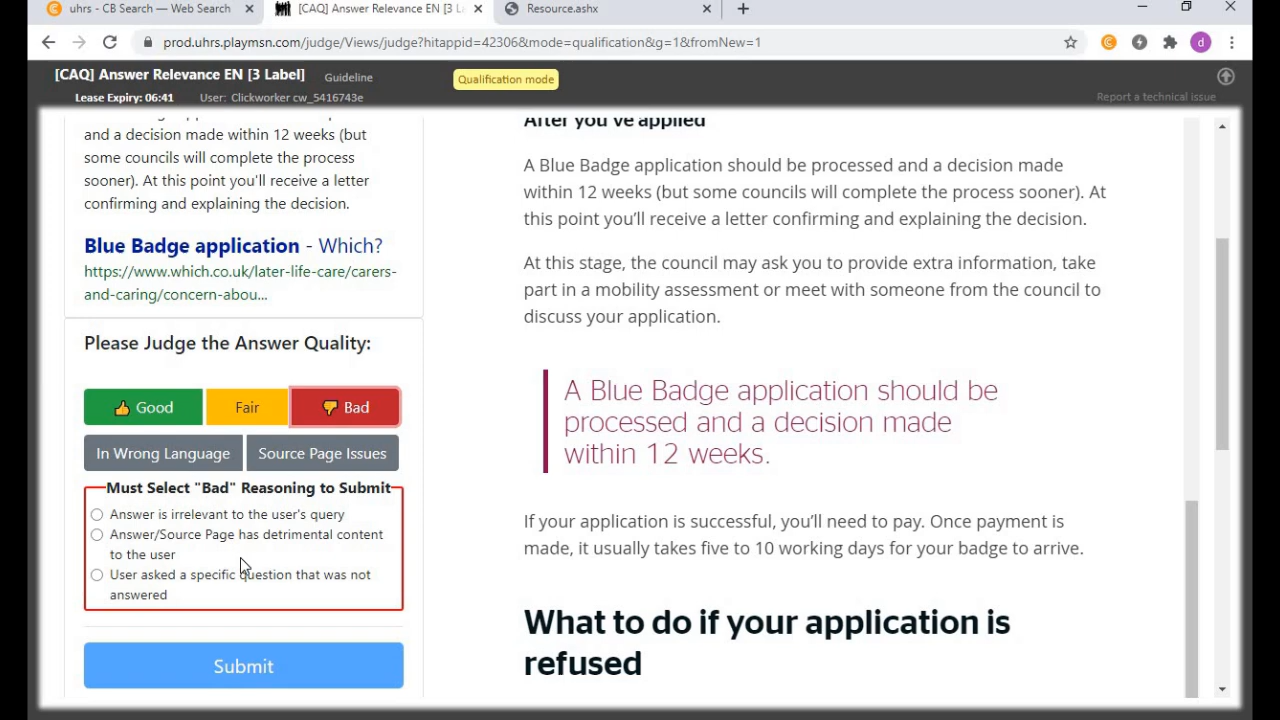 uhrs - CB Search — Web Search
[CAQ] Answer Relevance EN [3 L
Resource.ashx
prod.uhrs.playmsn.com/judge/Views/judge?hitappid=42306&mode=qualification&g=1&fromNew=1
d
[CAQ] Answer Relevance EN [3 Label]
Guideline
Qualification mode
Lease Expiry: 06:41
User: Clickworker cw_5416743e
Report a technical issue
and a decision made within 12 weeks (but
some councils will complete the process
sooner). At this point you'll receive a letter
confirming and explaining the decision.
Blue Badge application - Which?
https://www.which.co.uk/later-life-care/carers-
and-caring/concern-abou...
Please Judge the Answer Quality:
Good
Fair
Bad
In Wrong Language
Source Page Issues
Must Select "Bad" Reasoning to Submit
Answer is irrelevant to the user's query
Answer/Source Page has detrimental content
to the user
User asked a specific question that was not
answered
Submit
After you've applied
A Blue Badge application should be processed and a decision made
within 12 weeks (but some councils will complete the process sooner). At
this point you'll receive a letter confirming and explaining the decision.
At this stage, the council may ask you to provide extra information, take
part in a mobility assessment or meet with someone from the council to
discuss your application.
A Blue Badge application should be
processed and a decision made
within 12 weeks.
If your application is successful, you'll need to pay. Once payment is
made, it usually takes five to 10 working days for your badge to arrive.
What to do if your application is
refused